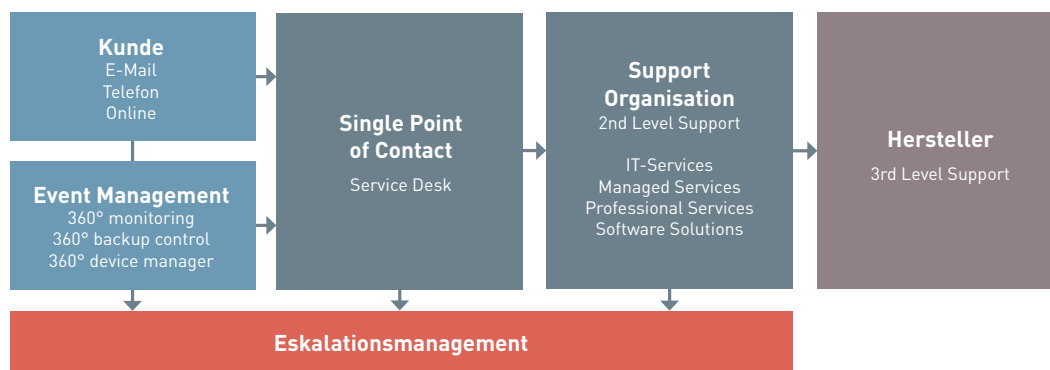 Kunde
E-Mail
Telefon
Online
Event Management
360° monitoring
360° backup control
360° device manager
Single Point
of Contact
Service Desk
Support
Organisation
2nd Level Support
IT-Services
Managed Services
Professional Services
Software Solutions
Hersteller
3rd Level Support
Eskalationsmanagement